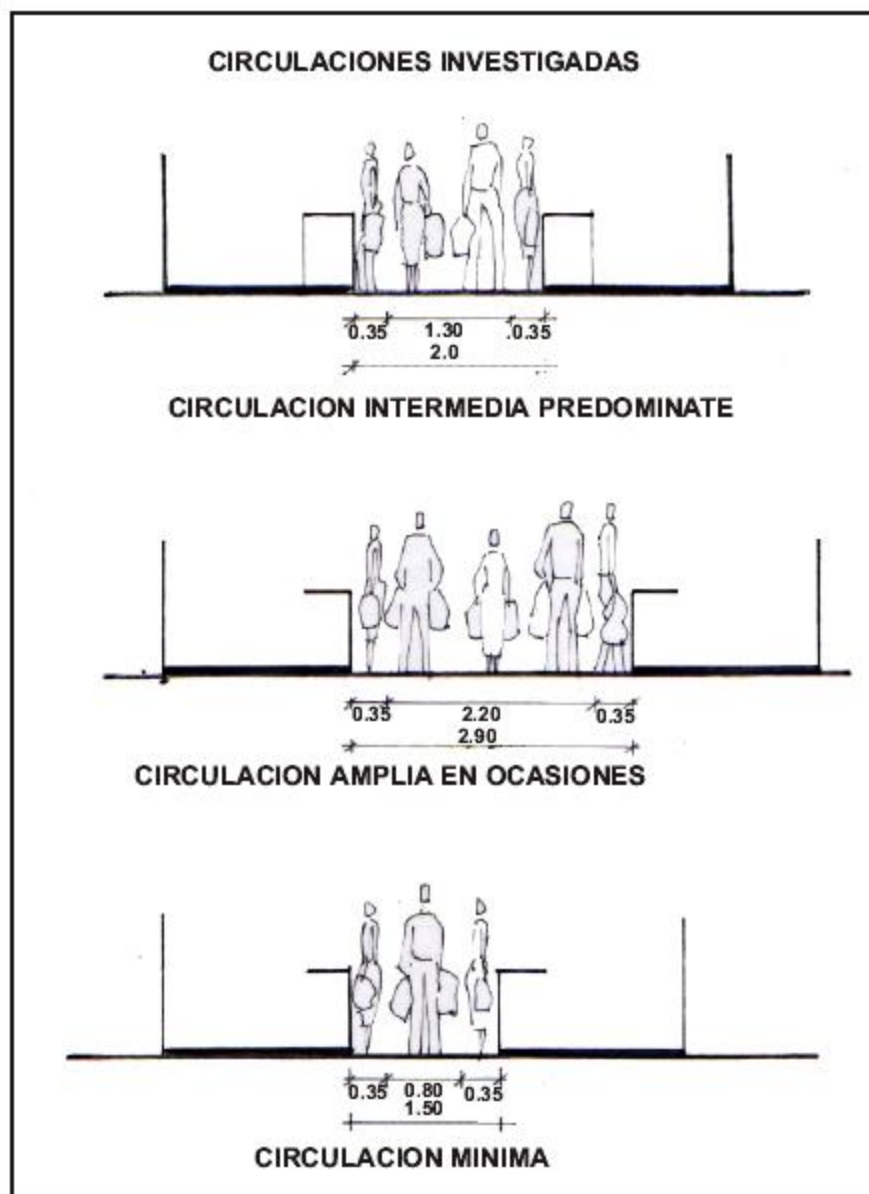 CIRCULACIONES INVESTIGADAS
0.35 1.30 .0.35
2.0
CIRCULACION INTERMEDIA PREDOMINATE
0.35 2.20 0.35
2.90
CIRCULACION AMPLIA EN OCASIONES
0.35 0.80 0.35
1.50
CIRCULACION MINIMA